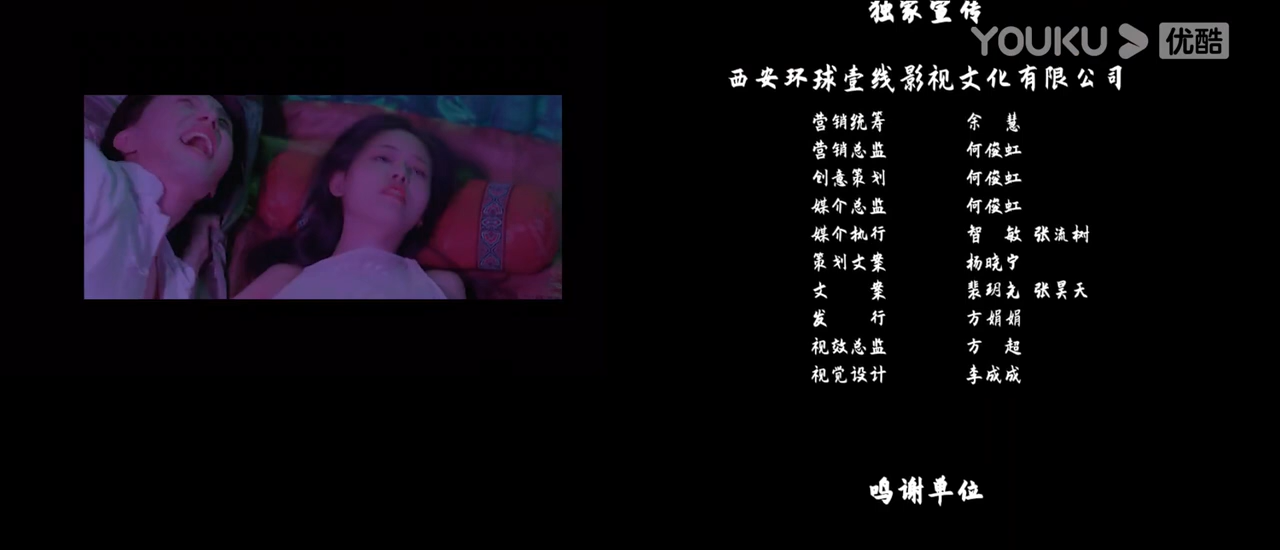 独家宣传
YOUKU 优酷
西安环球壹线影视文化有限公司
营销统筹 余 慧
营销总监 何俊虹
创意策划 何俊虹
媒介总监 何俊虹
媒介执行 智 敏 张流树
策划文案 杨晓宁
文 案 裴玥允 张昊天
发 行 方娟娟
视效总监 方 超
视觉设计 李成成
鸣谢单位